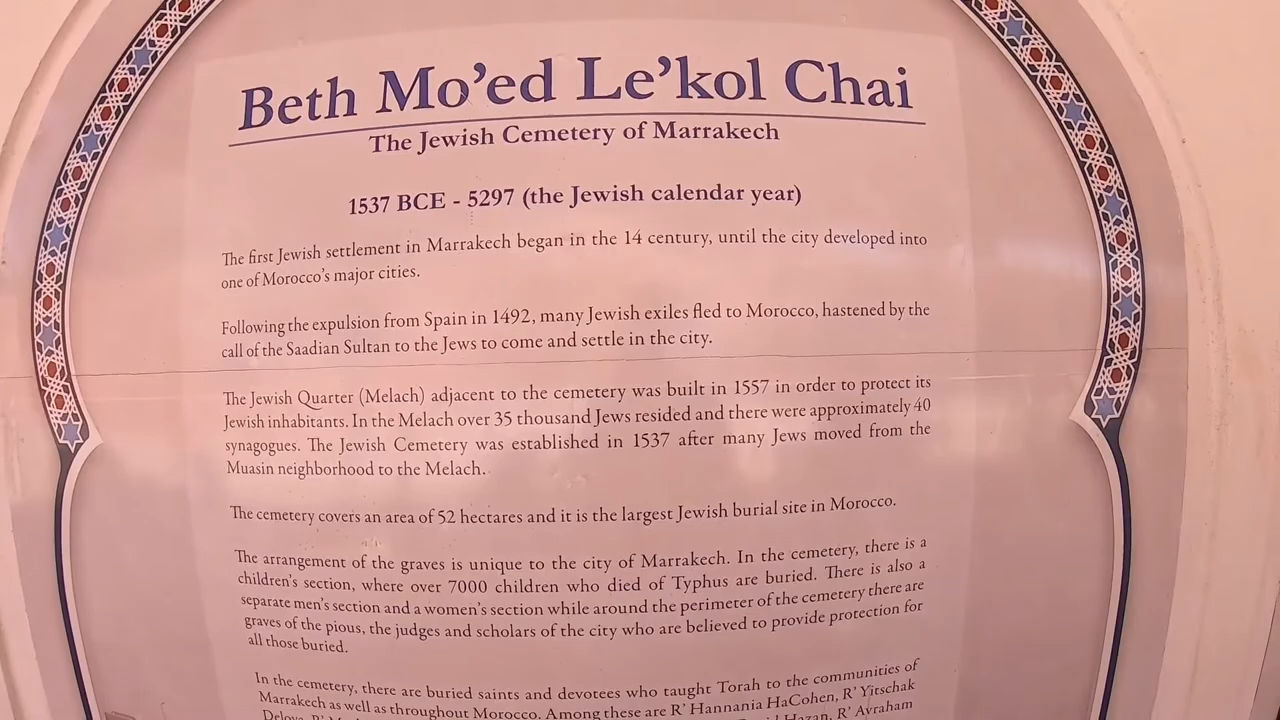 Beth Mo’ed Le’kol Chai
The Jewish Cemetery of Marrakech
1537 BCE - 5297 (the Jewish calendar year)
The first Jewish settlement in Marrakech began in the 14 century, until the city developed into
one of Morocco’s major cities.
Following the expulsion from Spain in 1492, many Jewish exiles fled to Morocco, hastened by the
call of the Saadian Sultan to the Jews to come and settle in the city.
The Jewish Quarter (Melach) adjacent to the cemetery was built in 1557 in order to protect its
Jewish inhabitants. In the Melach over 35 thousand Jews resided and there were approximately 40
synagogues. The Jewish Cemetery was established in 1537 after many Jews moved from the
Muasin neighborhood to the Melach.
The cemetery covers an area of 52 hectares and it is the largest Jewish burial site in Morocco.
The arrangement of the graves is unique to the city of Marrakech. In the cemetery, there is a
children’s section, where over 7000 children who died of Typhus are buried. There is also a
separate men’s section and a women’s section while around the perimeter of the cemetery there are
graves of the pious, the judges and scholars of the city who are believed to provide protection for
all those buried.
In the cemetery, there are buried saints and devotees who taught Torah to the communities of
Marrakech as well as throughout Morocco. Among these are R’ Hannania HaCohen, R’ Yitschak
Hazan, R’ Avraham